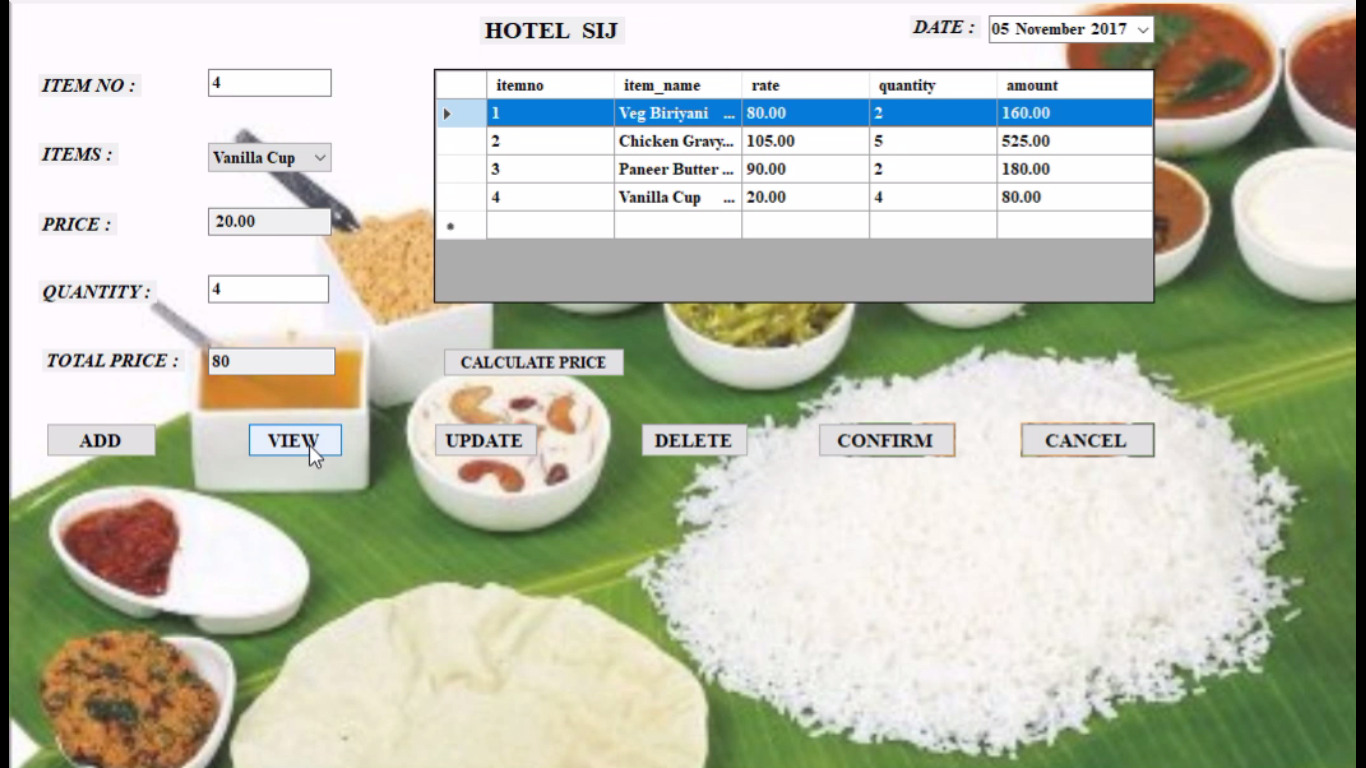 HOTEL SIJ
DATE : 05 November 2017
ITEM NO : 4
ITEMS : Vanilla Cup
PRICE : 20.00
QUANTITY : 4
TOTAL PRICE : 80
itemno item_name rate quantity amount
1 Veg Biriyani ... 80.00 2 160.00
2 Chicken Gravy... 105.00 5 525.00
3 Paneer Butter ... 90.00 2 180.00
4 Vanilla Cup ... 20.00 4 80.00
CALCULATE PRICE
ADD VIEW UPDATE DELETE CONFIRM CANCEL